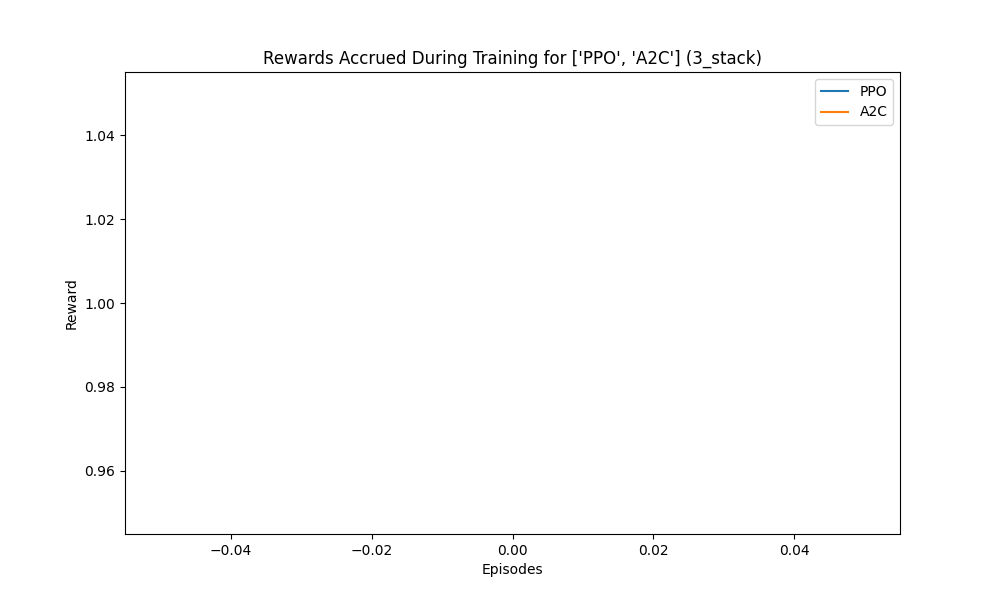 Rewards Accrued During Training for ['PPO', 'A2C'] (3_stack)
PPO
A2C
1.04
1.02
1.00
0.98
0.96
Reward
−0.04
−0.02
0.00
0.02
0.04
Episodes